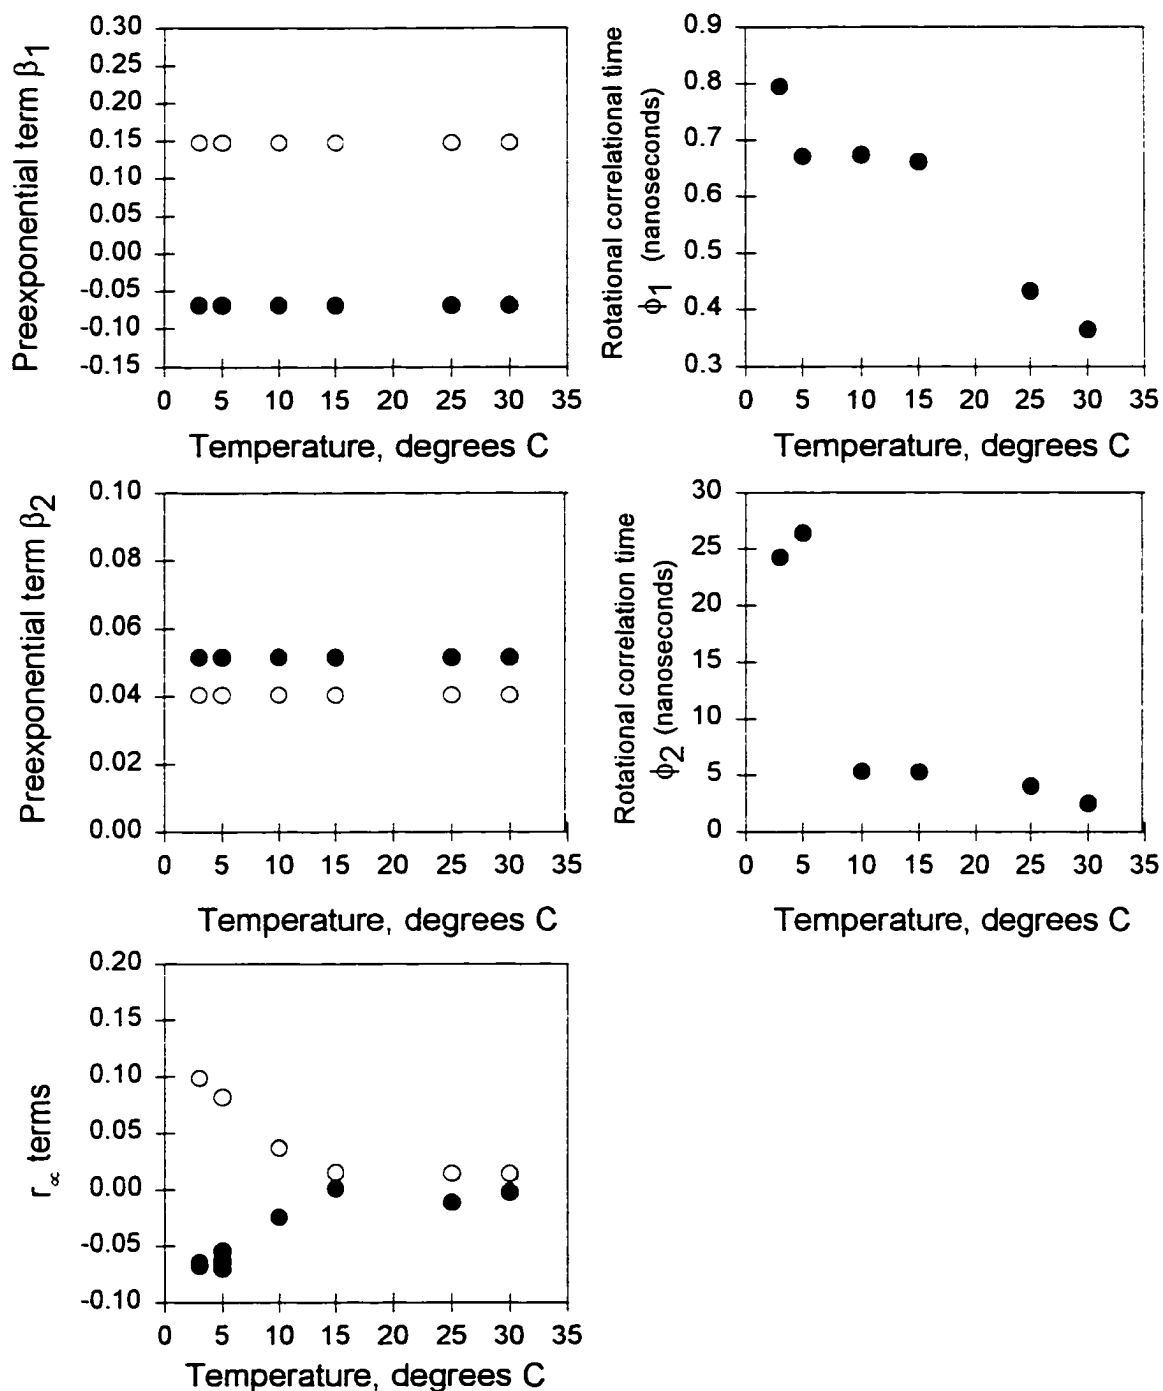 Preexponential term β1
0.30
0.25
0.20
0.15
0.10
0.05
0.00
-0.05
-0.10
-0.15
0 5 10 15 20 25 30 35
Temperature, degrees C
Rotational correlational time
ϕ1 (nanoseconds)
0.9
0.8
0.7
0.6
0.5
0.4
0.3
0 5 10 15 20 25 30 35
Temperature, degrees C
Preexponential term β2
0.10
0.08
0.06
0.04
0.02
0.00
0 5 10 15 20 25 30 35
Temperature, degrees C
Rotational correlation time
ϕ2 (nanoseconds)
30
25
20
15
10
5
0
0 5 10 15 20 25 30 35
Temperature, degrees C
r∝ terms
0.20
0.15
0.10
0.05
0.00
-0.05
-0.10
0 5 10 15 20 25 30 35
Temperature, degrees C